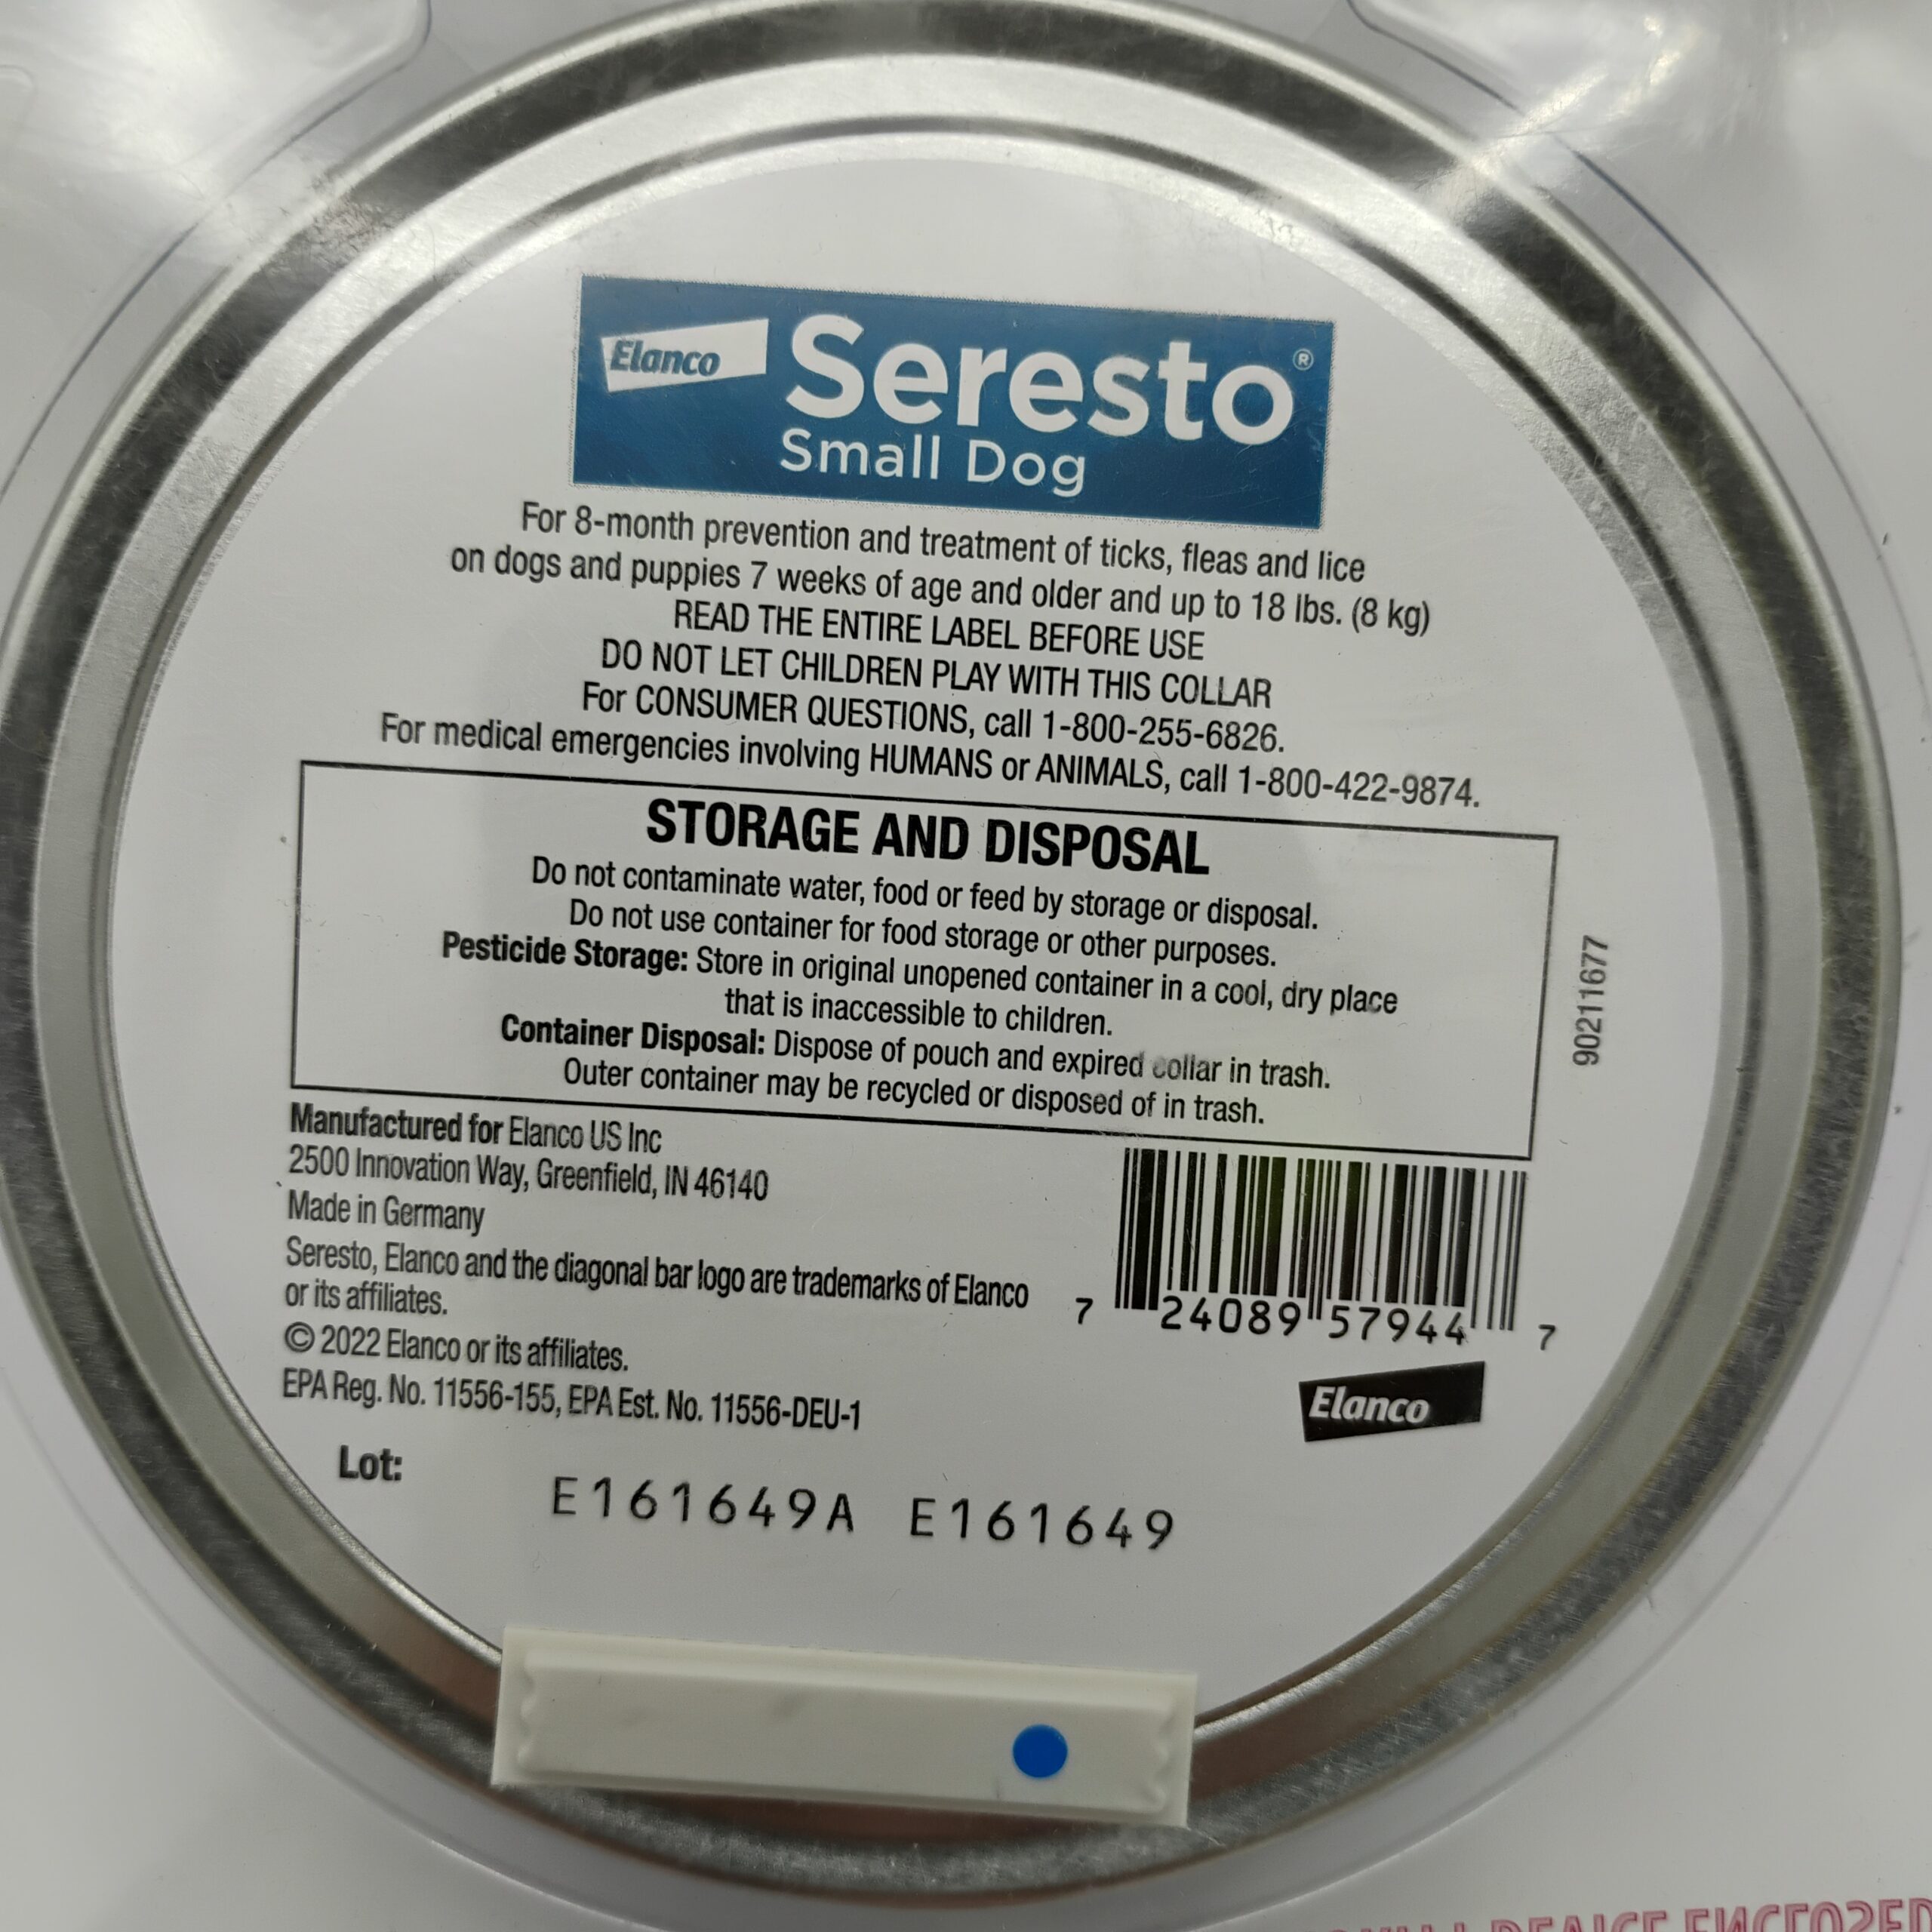 Elanco Seresto®
Small Dog
For 8-month prevention and treatment of ticks, fleas and lice
on dogs and puppies 7 weeks of age and older and up to 18 lbs. (8 kg)
READ THE ENTIRE LABEL BEFORE USE
DO NOT LET CHILDREN PLAY WITH THIS COLLAR
For CONSUMER QUESTIONS, call 1-800-255-6826.
For medical emergencies involving HUMANS or ANIMALS, call 1-800-422-9874.
STORAGE AND DISPOSAL
Do not contaminate water, food or feed by storage or disposal.
Do not use container for food storage or other purposes.
Pesticide Storage: Store in original unopened container in a cool, dry place
that is inaccessible to children.
Container Disposal: Dispose of pouch and expired collar in trash.
Outer container may be recycled or disposed of in trash.
90211677
Manufactured for Elanco US Inc
2500 Innovation Way, Greenfield, IN 46140
Made in Germany
Seresto, Elanco and the diagonal bar logo are trademarks of Elanco
or its affiliates.
© 2022 Elanco or its affiliates.
EPA Reg. No. 11556-155, EPA Est. No. 11556-DEU-1
7 24089 57944 7
Elanco
Lot:
E161649A E161649